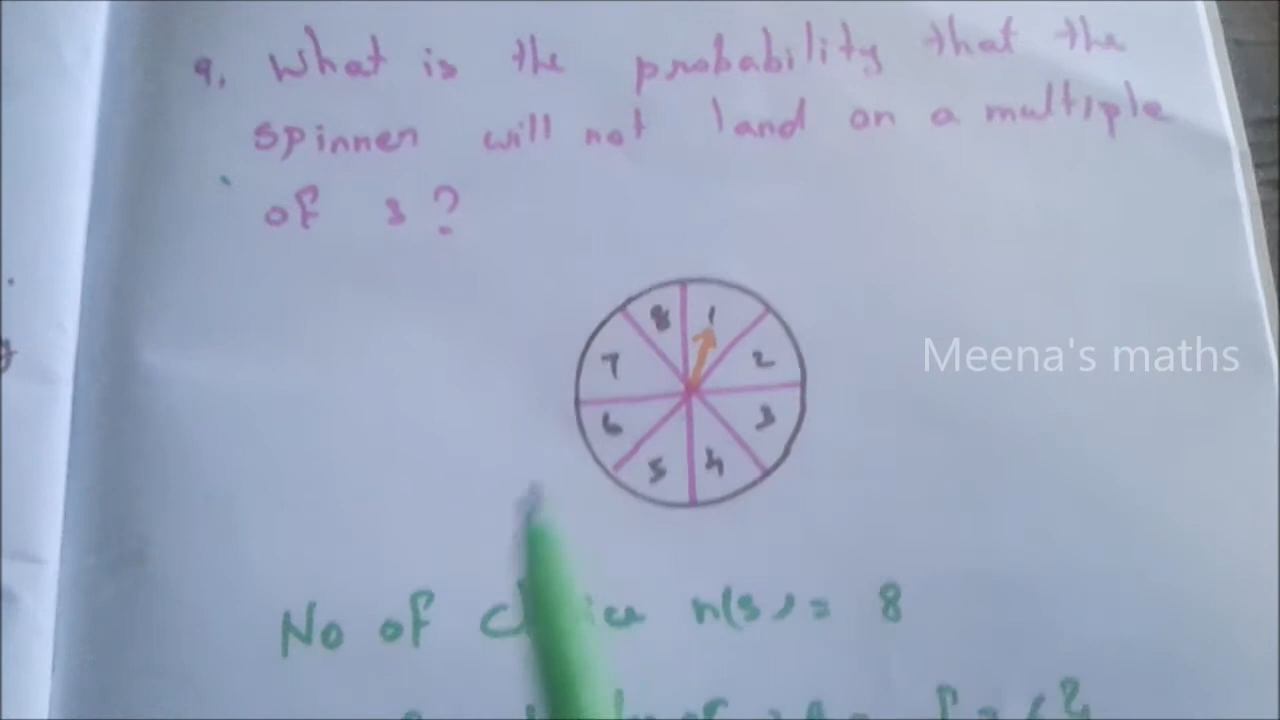 9. What is the probability that the
spinner will not land on a multiple
of 3?
8 1
7 2
6 3
5 4
Meena's maths
No of n(s) = 8